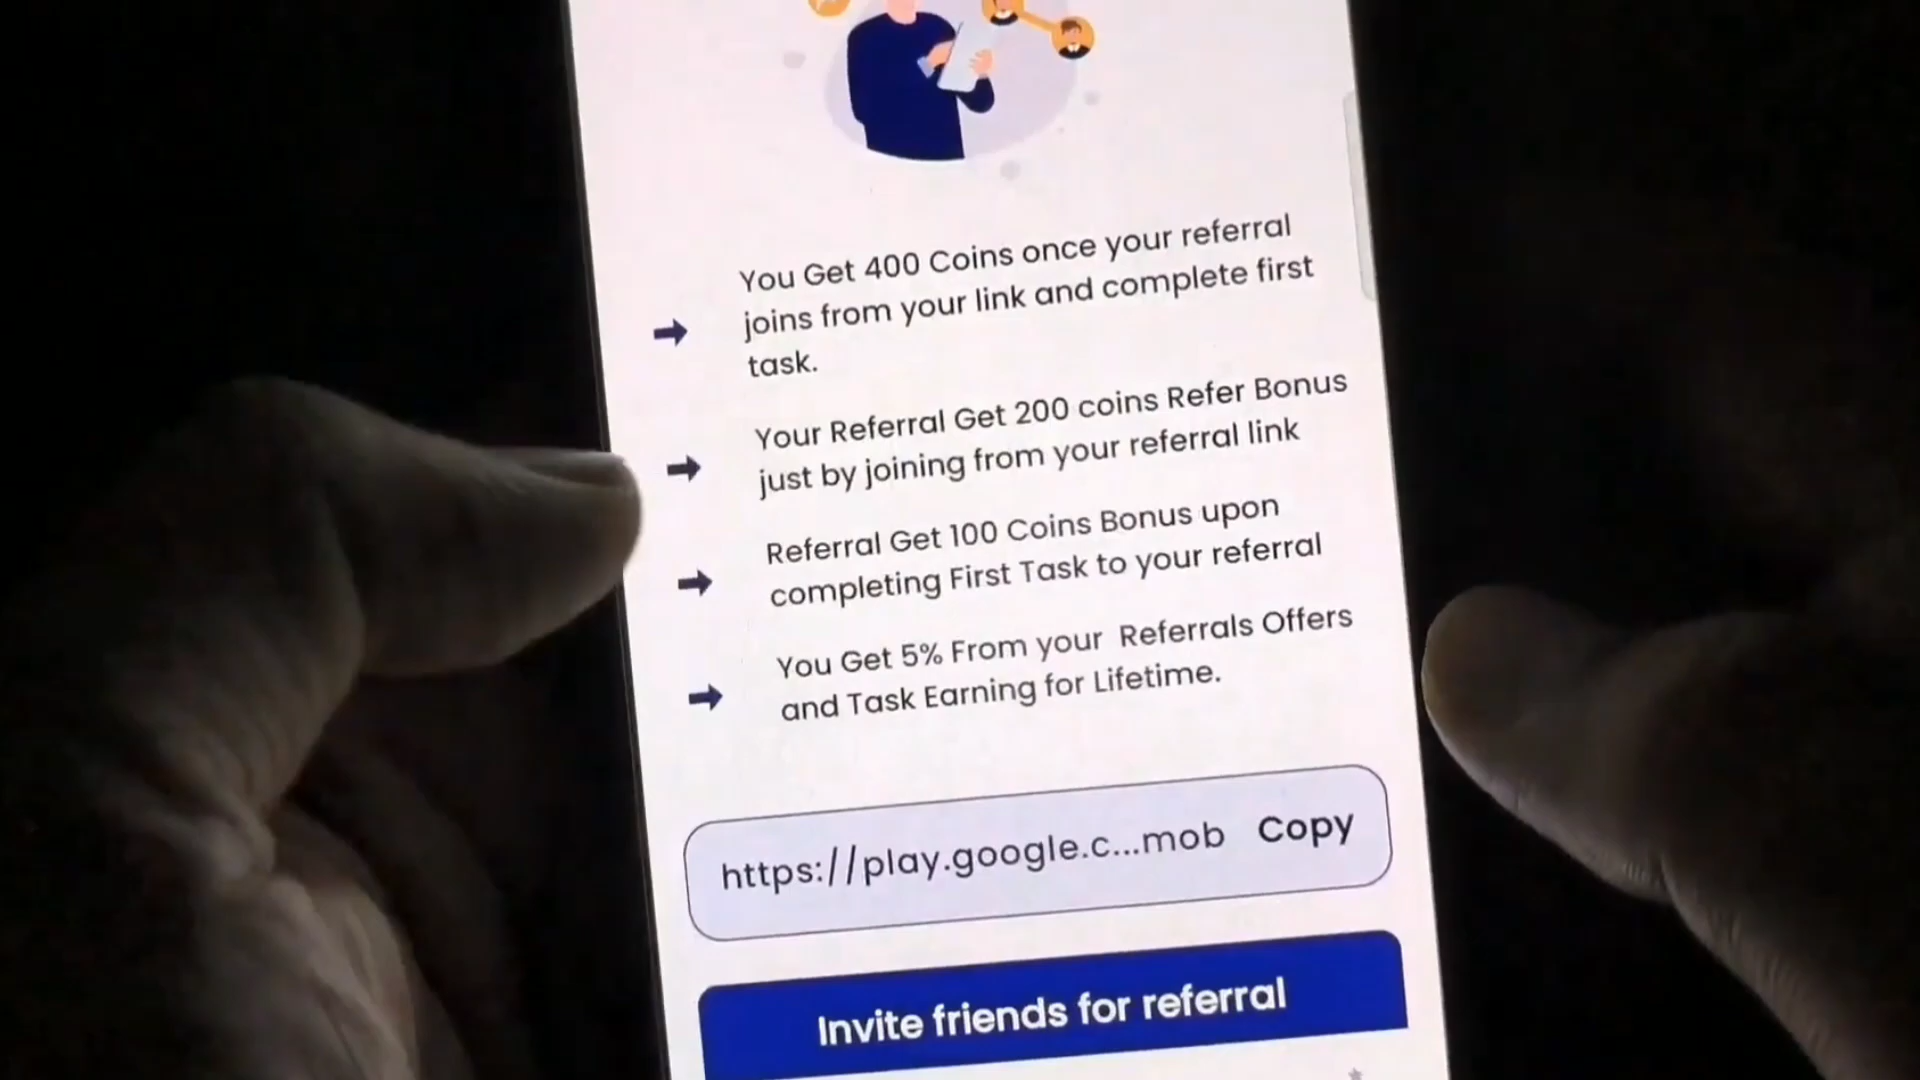 You Get 400 Coins once your referral
joins from your link and complete first
task.
Your Referral Get 200 coins Refer Bonus
just by joining from your referral link
Referral Get 100 Coins Bonus upon
completing First Task to your referral
You Get 5% From your Referrals Offers
and Task Earning for Lifetime.
https://play.google.c...mob Copy
Invite friends for referral